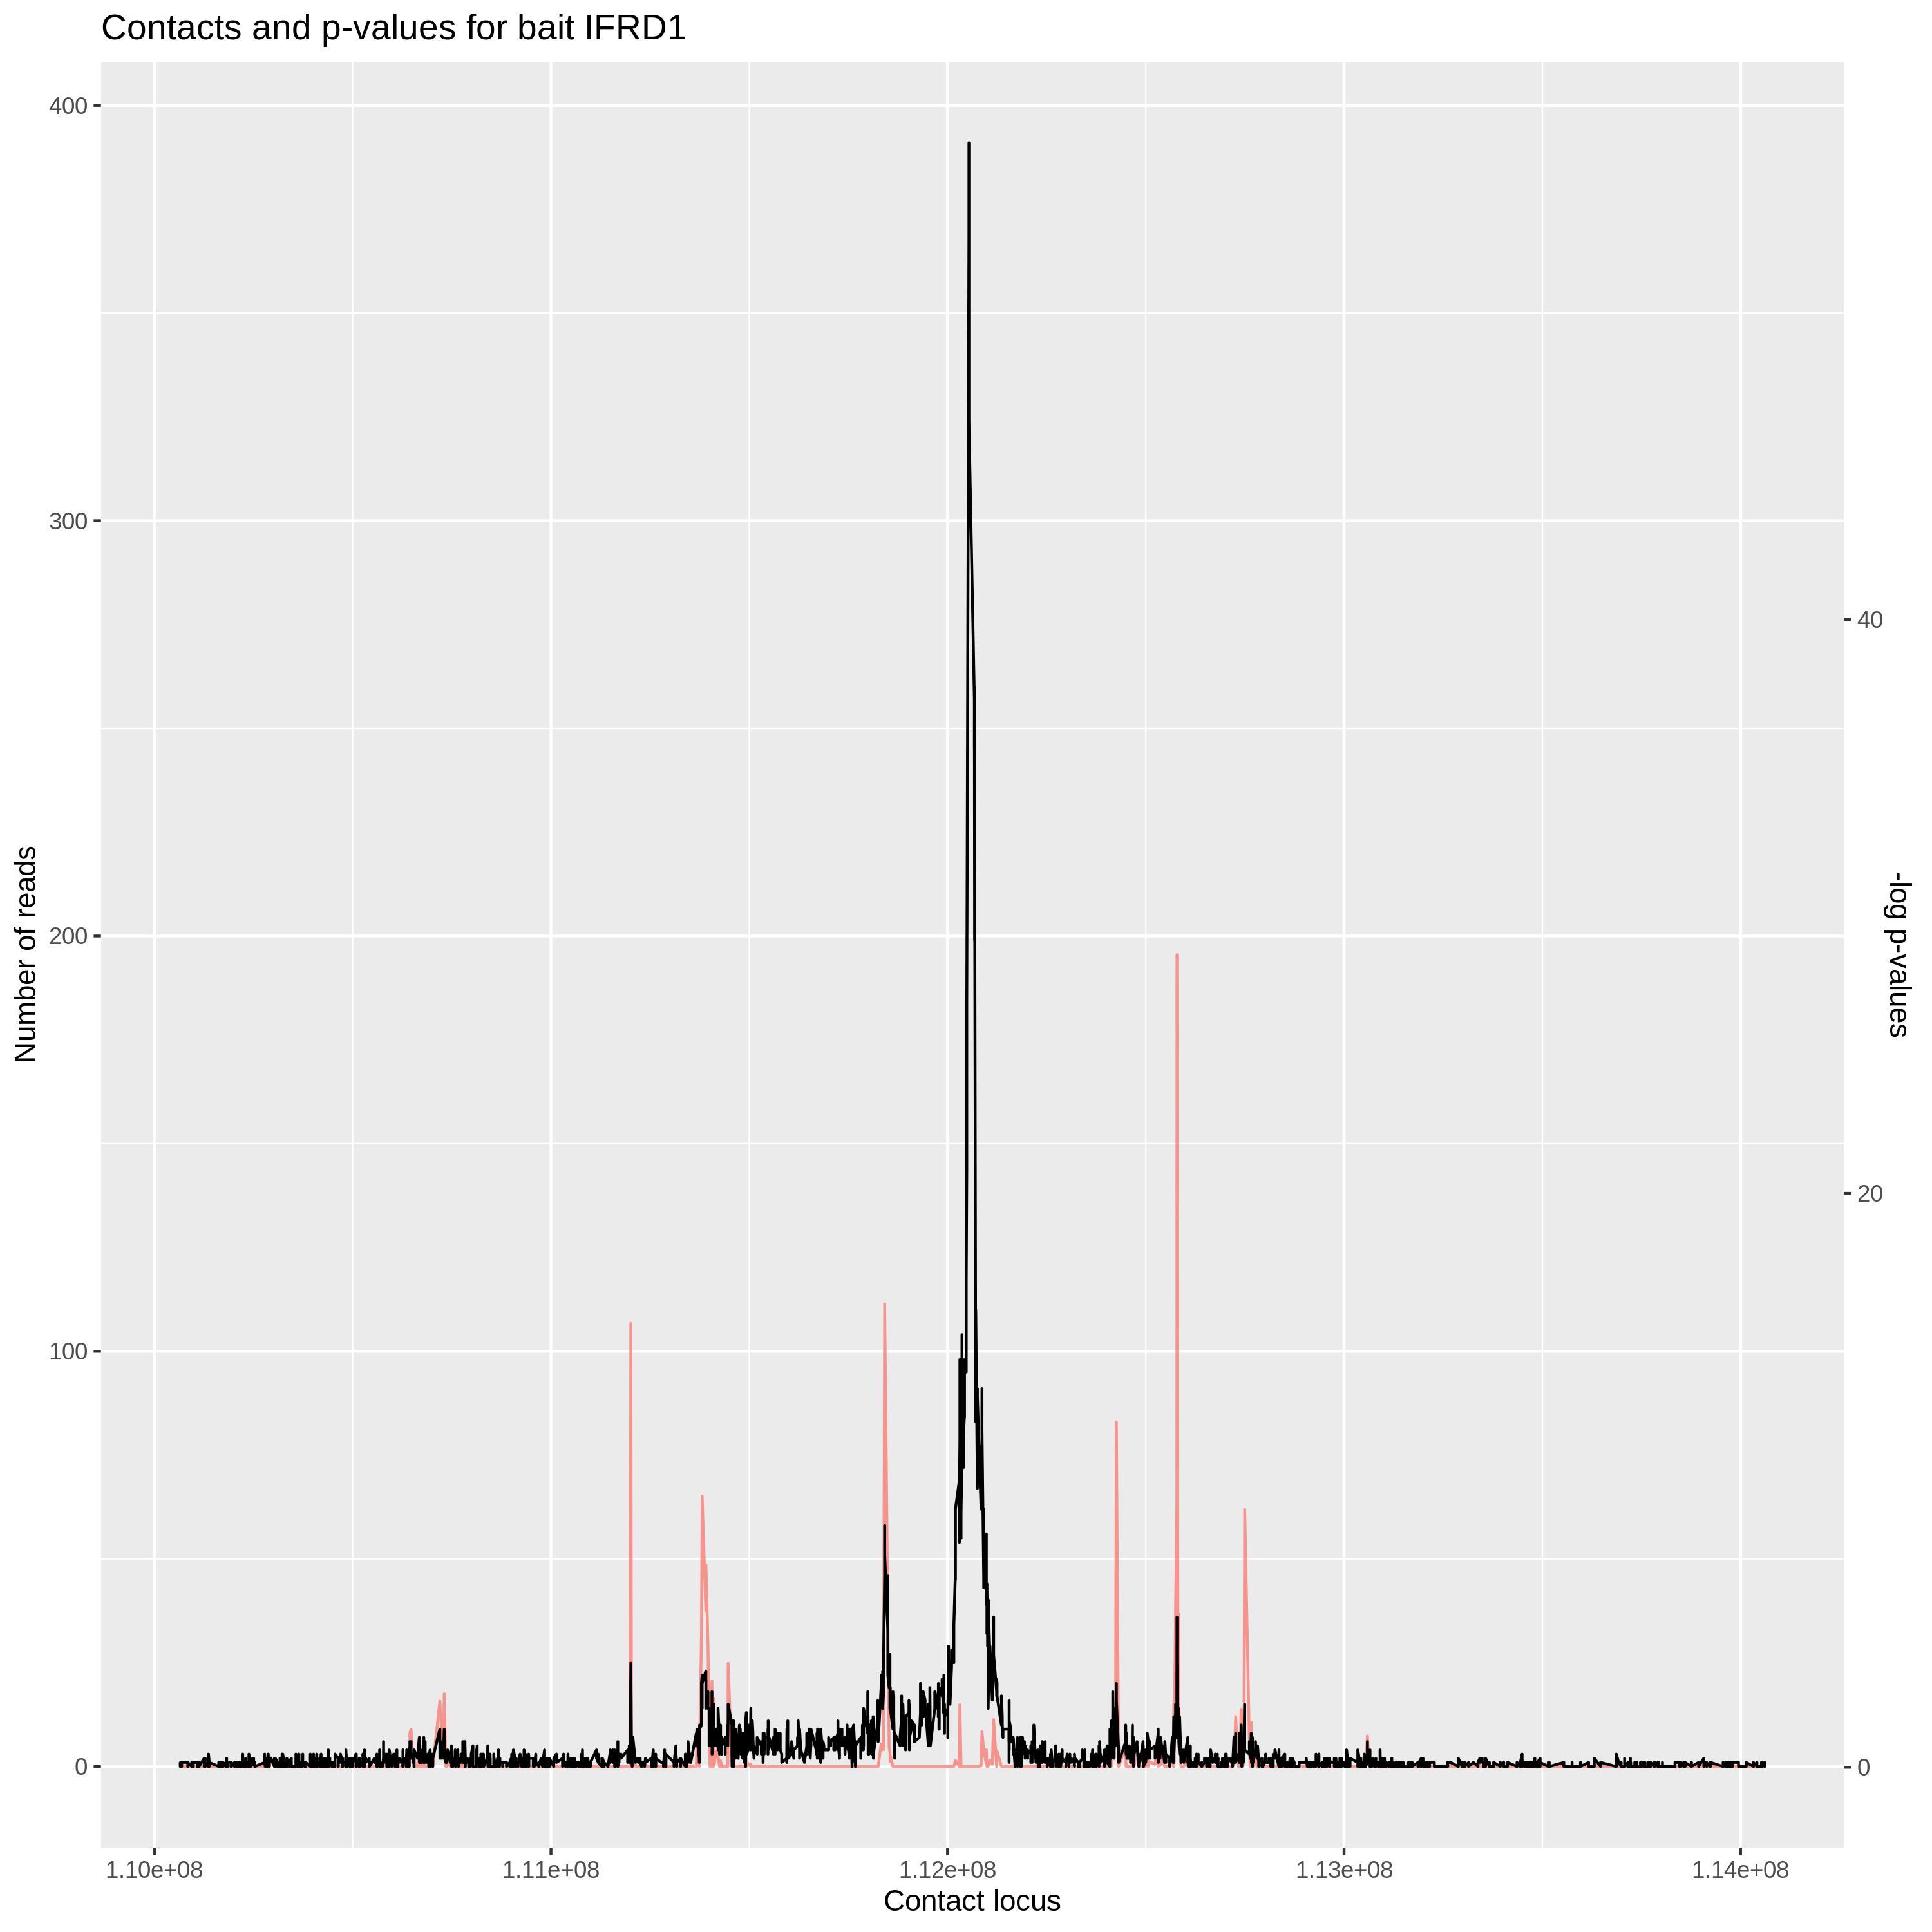 Contacts and p-values for bait IFRD1
400
300
200
100
0
Number of reads
40
20
0
-log p-values
1.10e+08 1.11e+08 1.12e+08 1.13e+08 1.14e+08
Contact locus